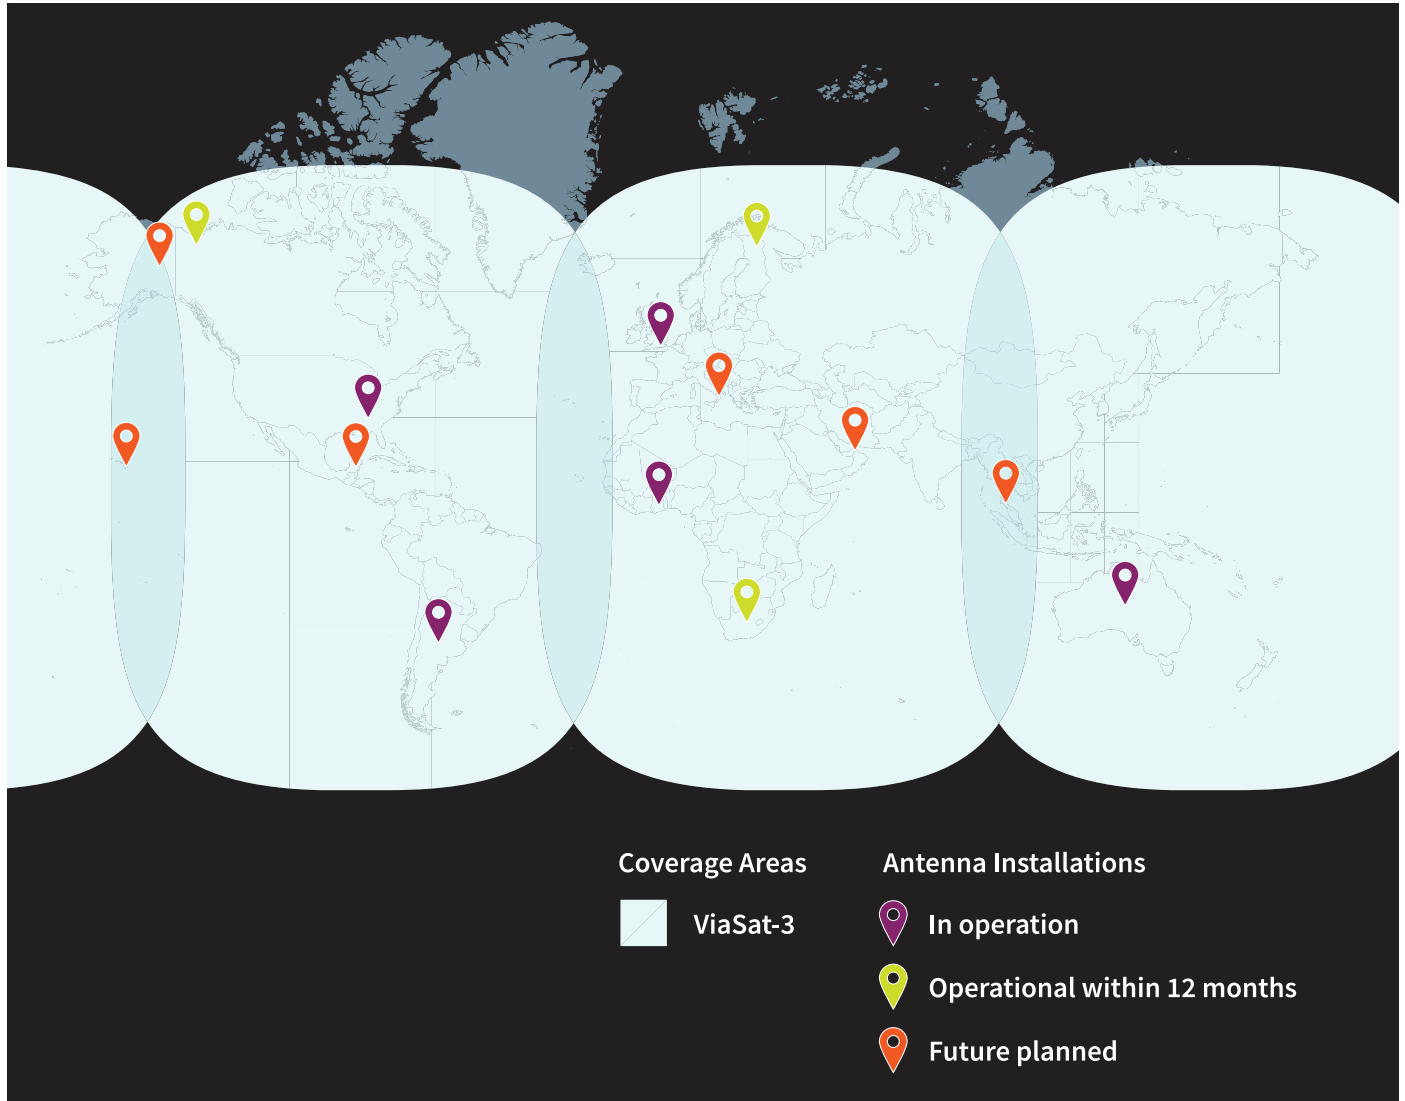 Coverage Areas
ViaSat-3
Antenna Installations
In operation
Operational within 12 months
Future planned